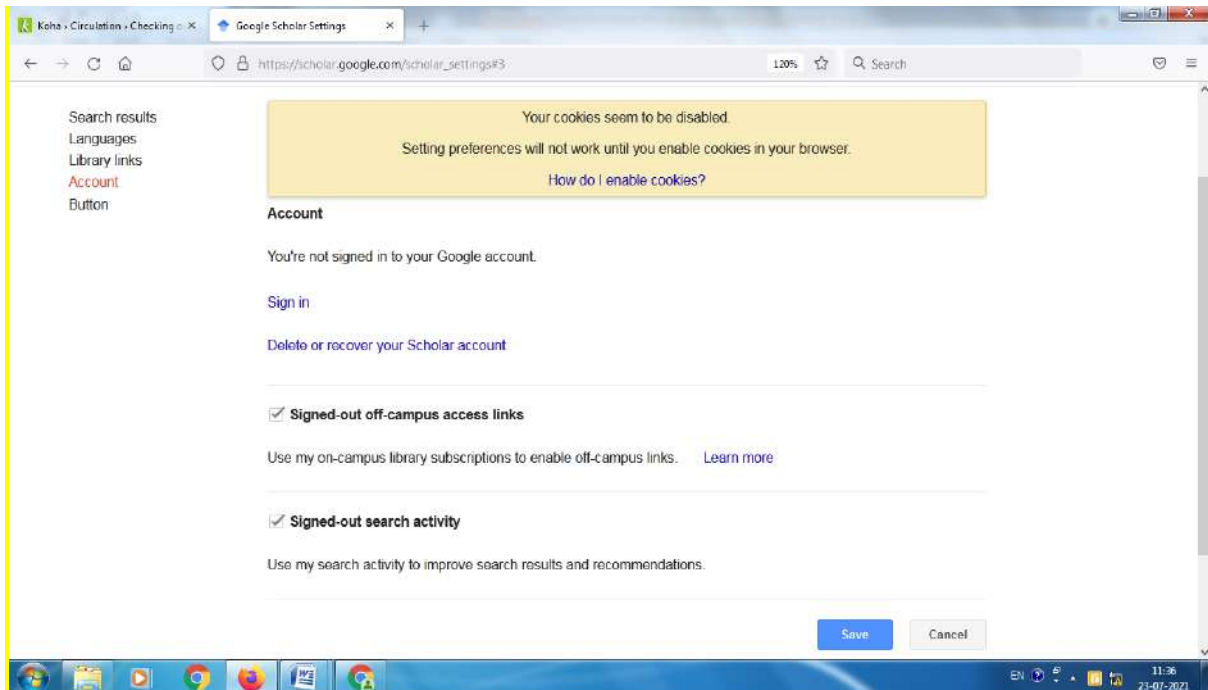 Koha › Circulation › Checking o
Google Scholar Settings
https://scholar.google.com/scholar_settings#3
120%
Search
Search results
Languages
Library links
Account
Button
Your cookies seem to be disabled.
Setting preferences will not work until you enable cookies in your browser.
How do I enable cookies?
Account
You're not signed in to your Google account.
Sign in
Delete or recover your Scholar account
Signed-out off-campus access links
Use my on-campus library subscriptions to enable off-campus links. Learn more
Signed-out search activity
Use my search activity to improve search results and recommendations.
Save Cancel
EN
11:36
23-07-2021